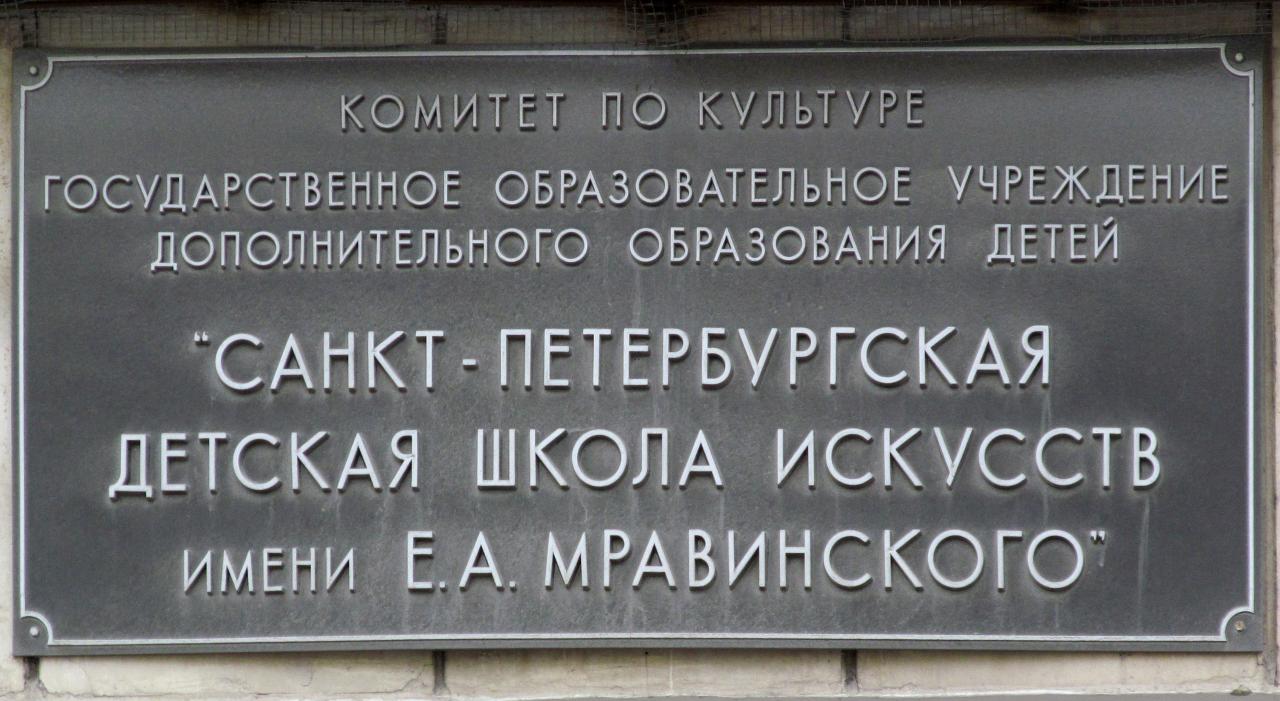 КОМИТЕТ ПО КУЛЬТУРЕ
ГОСУДАРСТВЕННОЕ ОБРАЗОВАТЕЛЬНОЕ УЧРЕЖДЕНИЕ
ДОПОЛНИТЕЛЬНОГО ОБРАЗОВАНИЯ ДЕТЕЙ
"САНКТ-ПЕТЕРБУРГСКАЯ
ДЕТСКАЯ ШКОЛА ИСКУССТВ
ИМЕНИ Е.А. МРАВИНСКОГО"